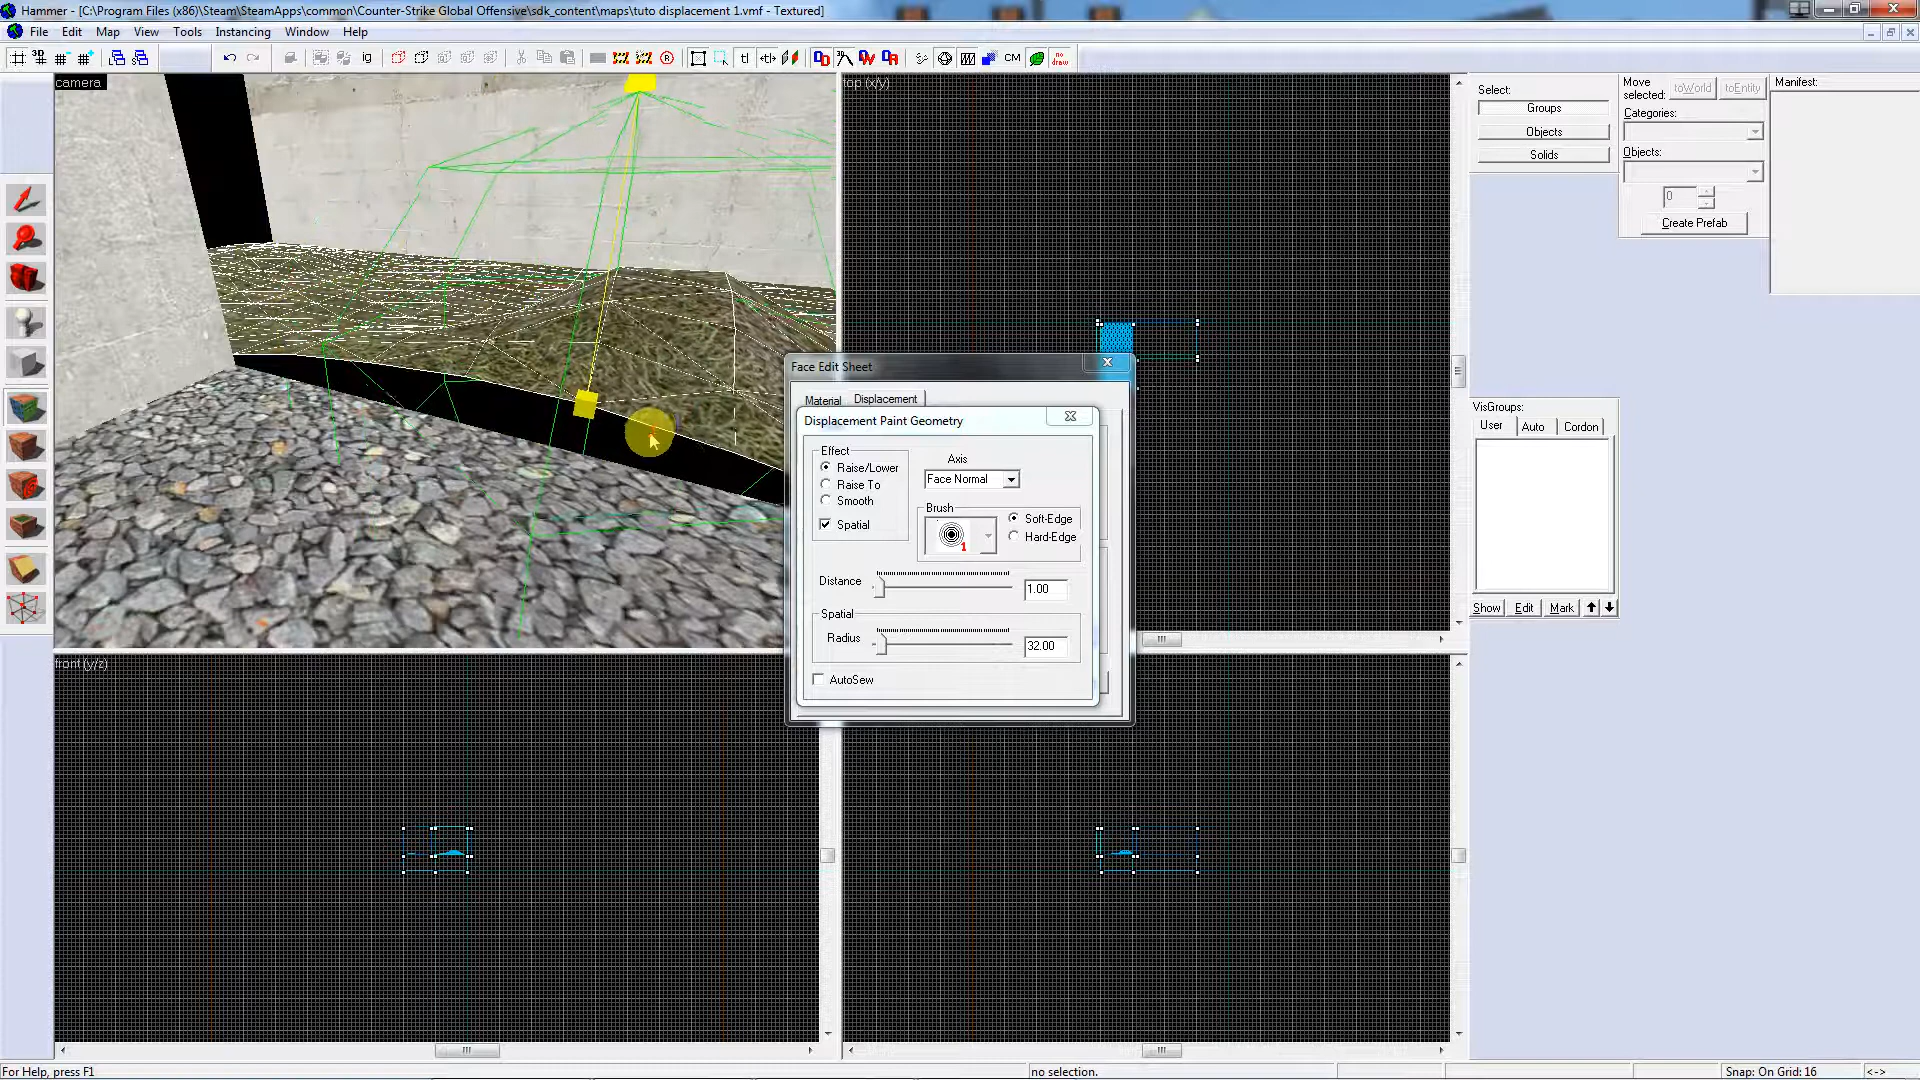 Hammer - [C:\Program Files (x86)\Steam\SteamApps\common\Counter-Strike Global Offensive\sdk_content\maps\tuto displacement 1.vmf - Textured]
File Edit Map View Tools Instancing Window Help
camera
top (x/y)
Select:
Groups
Objects
Solids
Move selected:
toWorld
toEntity
Categories:
Objects:
0
Create Prefab
Manifest:
Face Edit Sheet
Material Displacement
Displacement Paint Geometry
Effect
Raise/Lower
Raise To
Smooth
Spatial
Axis
Face Normal
Brush
1
Soft-Edge
Hard-Edge
Distance
1.00
Spatial
Radius
32.00
AutoSew
VisGroups:
User Auto Cordon
Show Edit Mark
front (y/z)
For Help, press F1
no selection.
Snap: On Grid: 16
<->